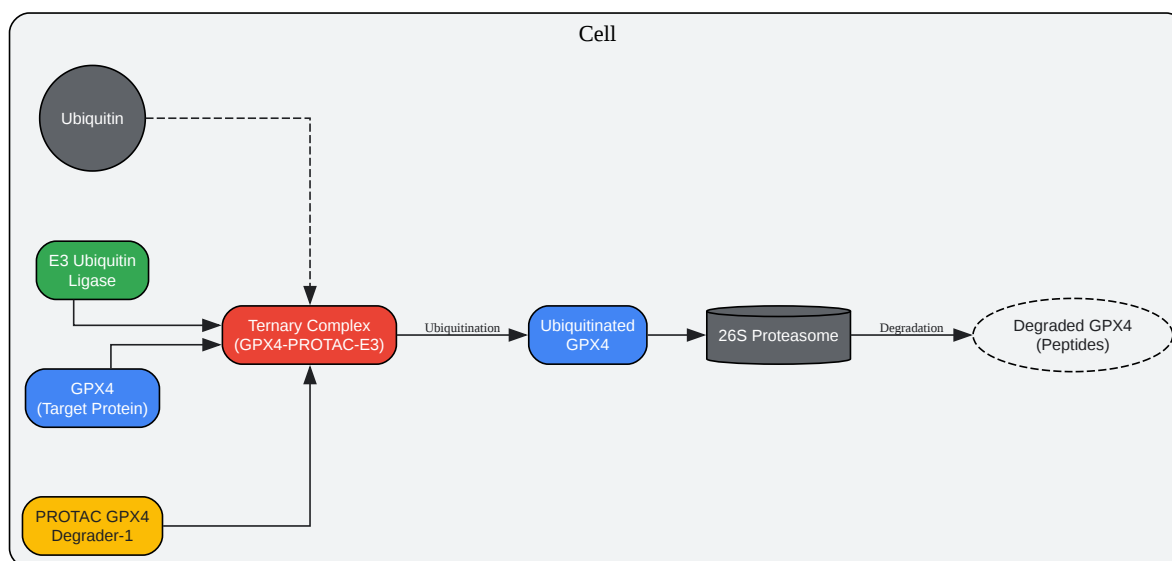 Cell
Ubiquitin
E3 Ubiquitin
Ligase
GPX4
(Target Protein)
PROTAC GPX4
Degrader-1
Ternary Complex
(GPX4-PROTAC-E3)
Ubiquitination
Ubiquitinated
GPX4
26S Proteasome
Degradation
Degraded GPX4
(Peptides)